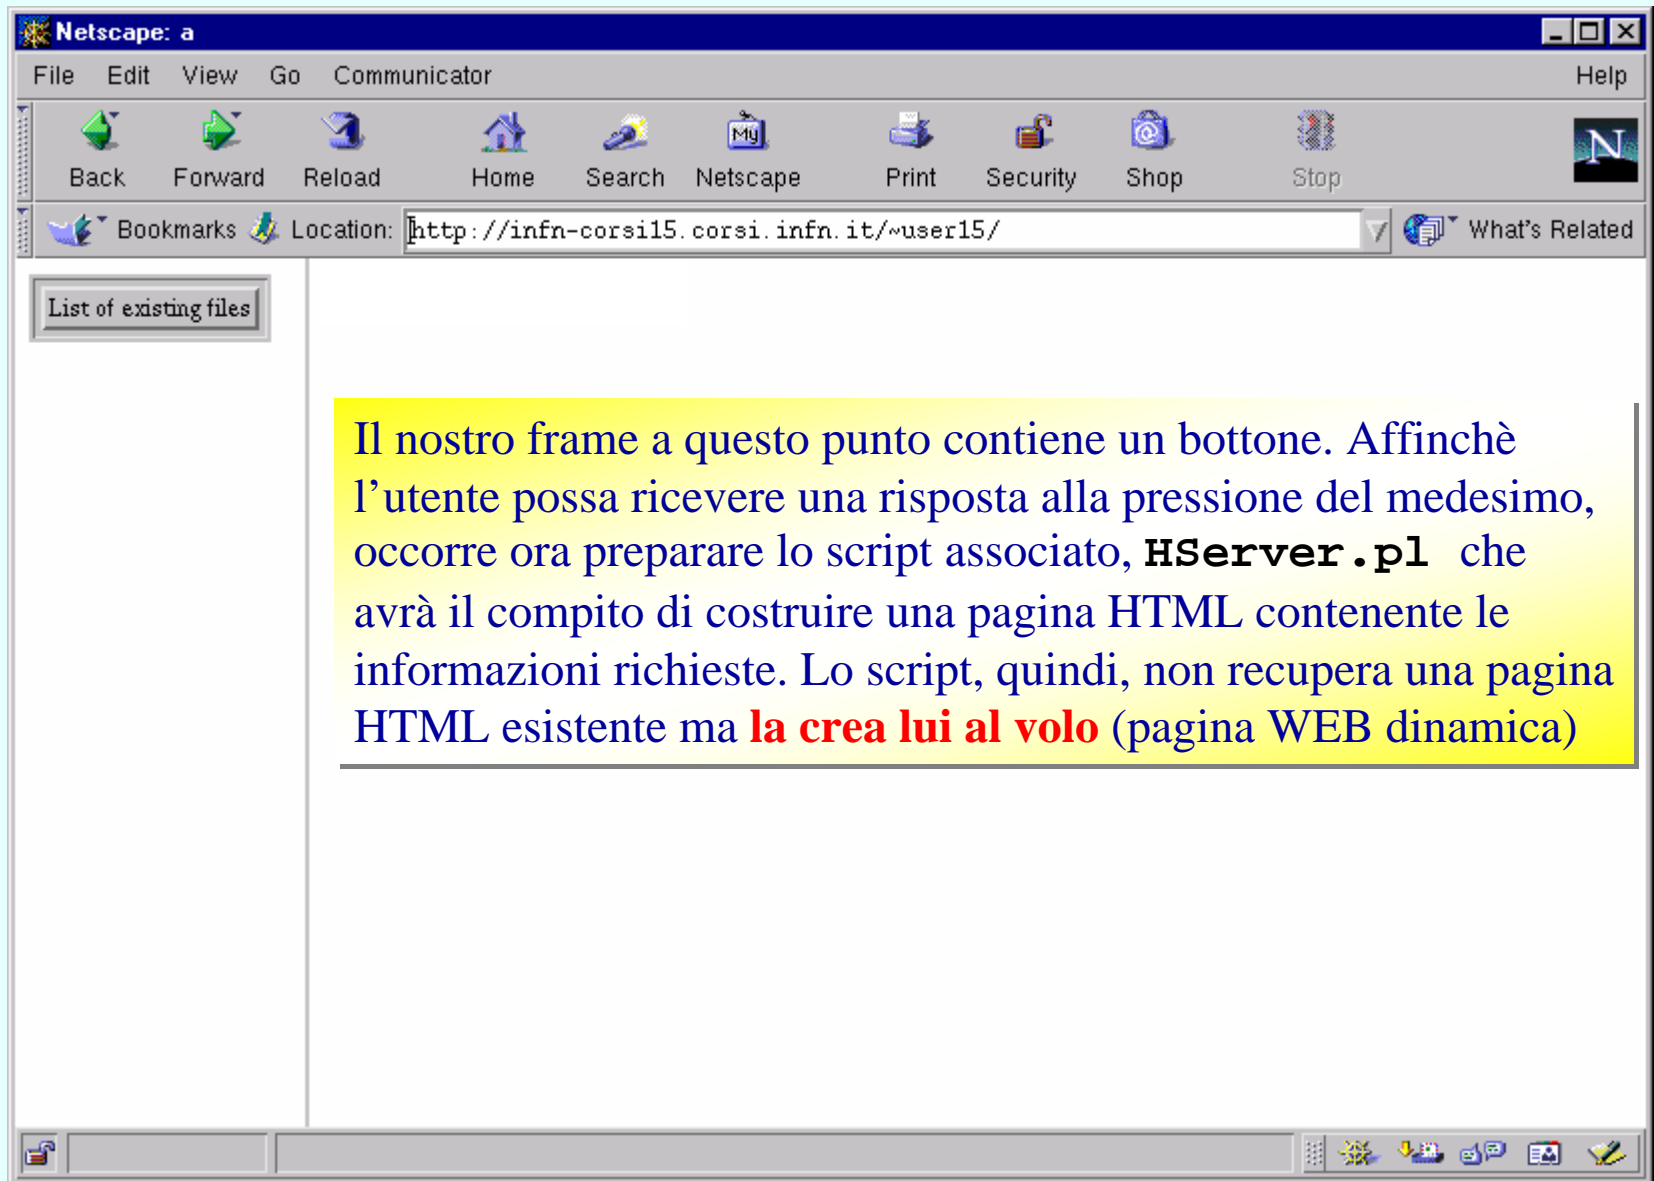 Netscape: a
File Edit View Go Communicator Help
Back Forward Reload Home Search Netscape Print Security Shop Stop
My
N
Bookmarks Location: http://infn-corsi15.corsi.infn.it/~user15/ What's Related
List of existing files
Il nostro frame a questo punto contiene un bottone. Affinchè
l’utente possa ricevere una risposta alla pressione del medesimo,
occorre ora preparare lo script associato, HServer.pl che
avrà il compito di costruire una pagina HTML contenente le
informazioni richieste. Lo script, quindi, non recupera una pagina
HTML esistente ma la crea lui al volo (pagina WEB dinamica)